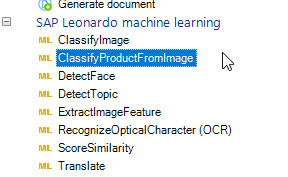 Generate document
SAP Leonardo machine learning
ML ClassifyImage
ML ClassifyProductFromImage
ML DetectFace
ML DetectTopic
ML ExtractImageFeature
ML RecognizeOpticalCharacter (OCR)
ML ScoreSimilarity
ML Translate